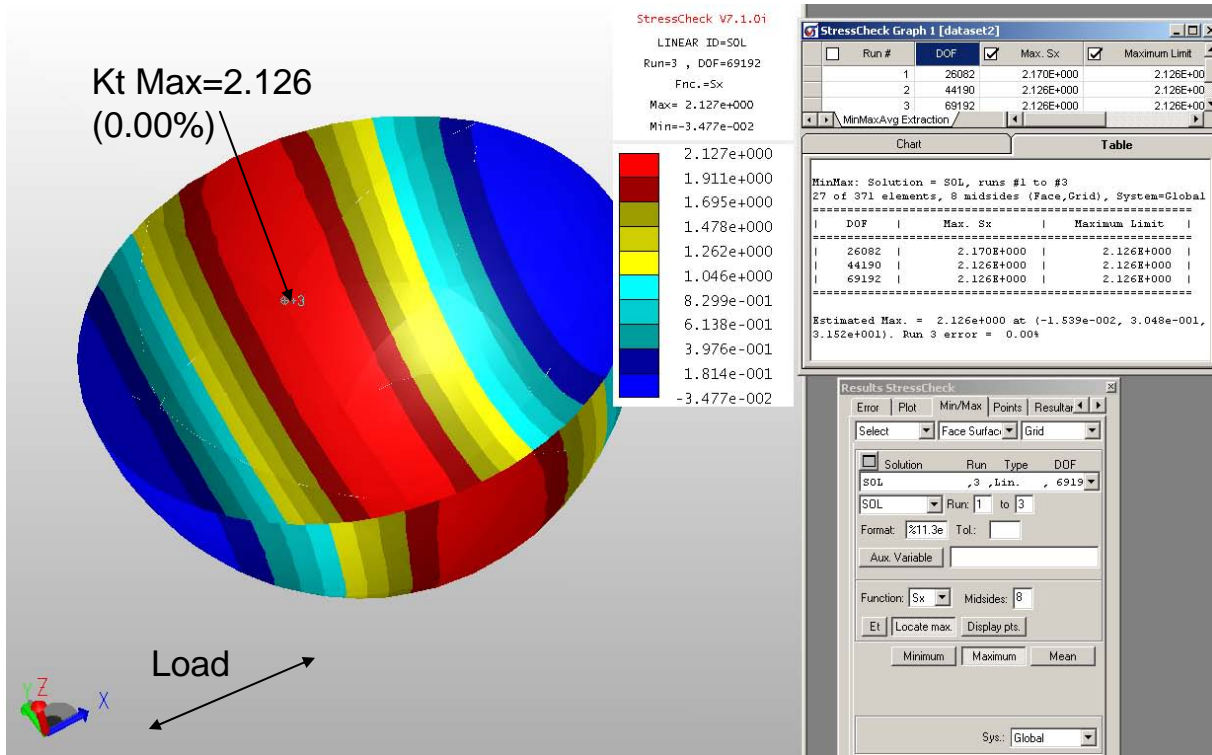 Kt Max=2.126
(0.00%)
+3
Load
Y Z
X
StressCheck V7.1.0i
LINEAR ID=SOL
Run=3 , DOF=69192
Fnc.=Sx
Max= 2.127e+000
Min=-3.477e-002
2.127e+000
1.911e+000
1.695e+000
1.478e+000
1.262e+000
1.046e+000
8.299e-001
6.138e-001
3.976e-001
1.814e-001
-3.477e-002
StressCheck Graph 1 [dataset2]
Run # DOF Max. Sx Maximum Limit
1 26082 2.170E+000 2.126E+00
2 44190 2.126E+000 2.126E+00
3 69192 2.126E+000 2.126E+00
MinMaxAvg Extraction
Chart Table
MinMax: Solution = SOL, runs #1 to #3
27 of 371 elements, 8 midsides (Face,Grid), System=Global
==========================================================
| DOF | Max. Sx | Maximum Limit |
==========================================================
| 26082 | 2.170E+000 | 2.126E+000 |
| 44190 | 2.126E+000 | 2.126E+000 |
| 69192 | 2.126E+000 | 2.126E+000 |
==========================================================
Estimated Max. = 2.126e+000 at (-1.539e-002, 3.048e-001,
3.152e+001). Run 3 error = 0.00%
Results StressCheck
Error Plot Min/Max Points Resultar
Select Face Surfac Grid
Solution Run Type DOF
SOL ,3 ,Lin. , 6919
SOL Run: 1 to 3
Format: %11.3e Tol.:
Aux. Variable
Function: Sx Midsides: 8
Et Locate max. Display pts.
Minimum Maximum Mean
Sys.: Global